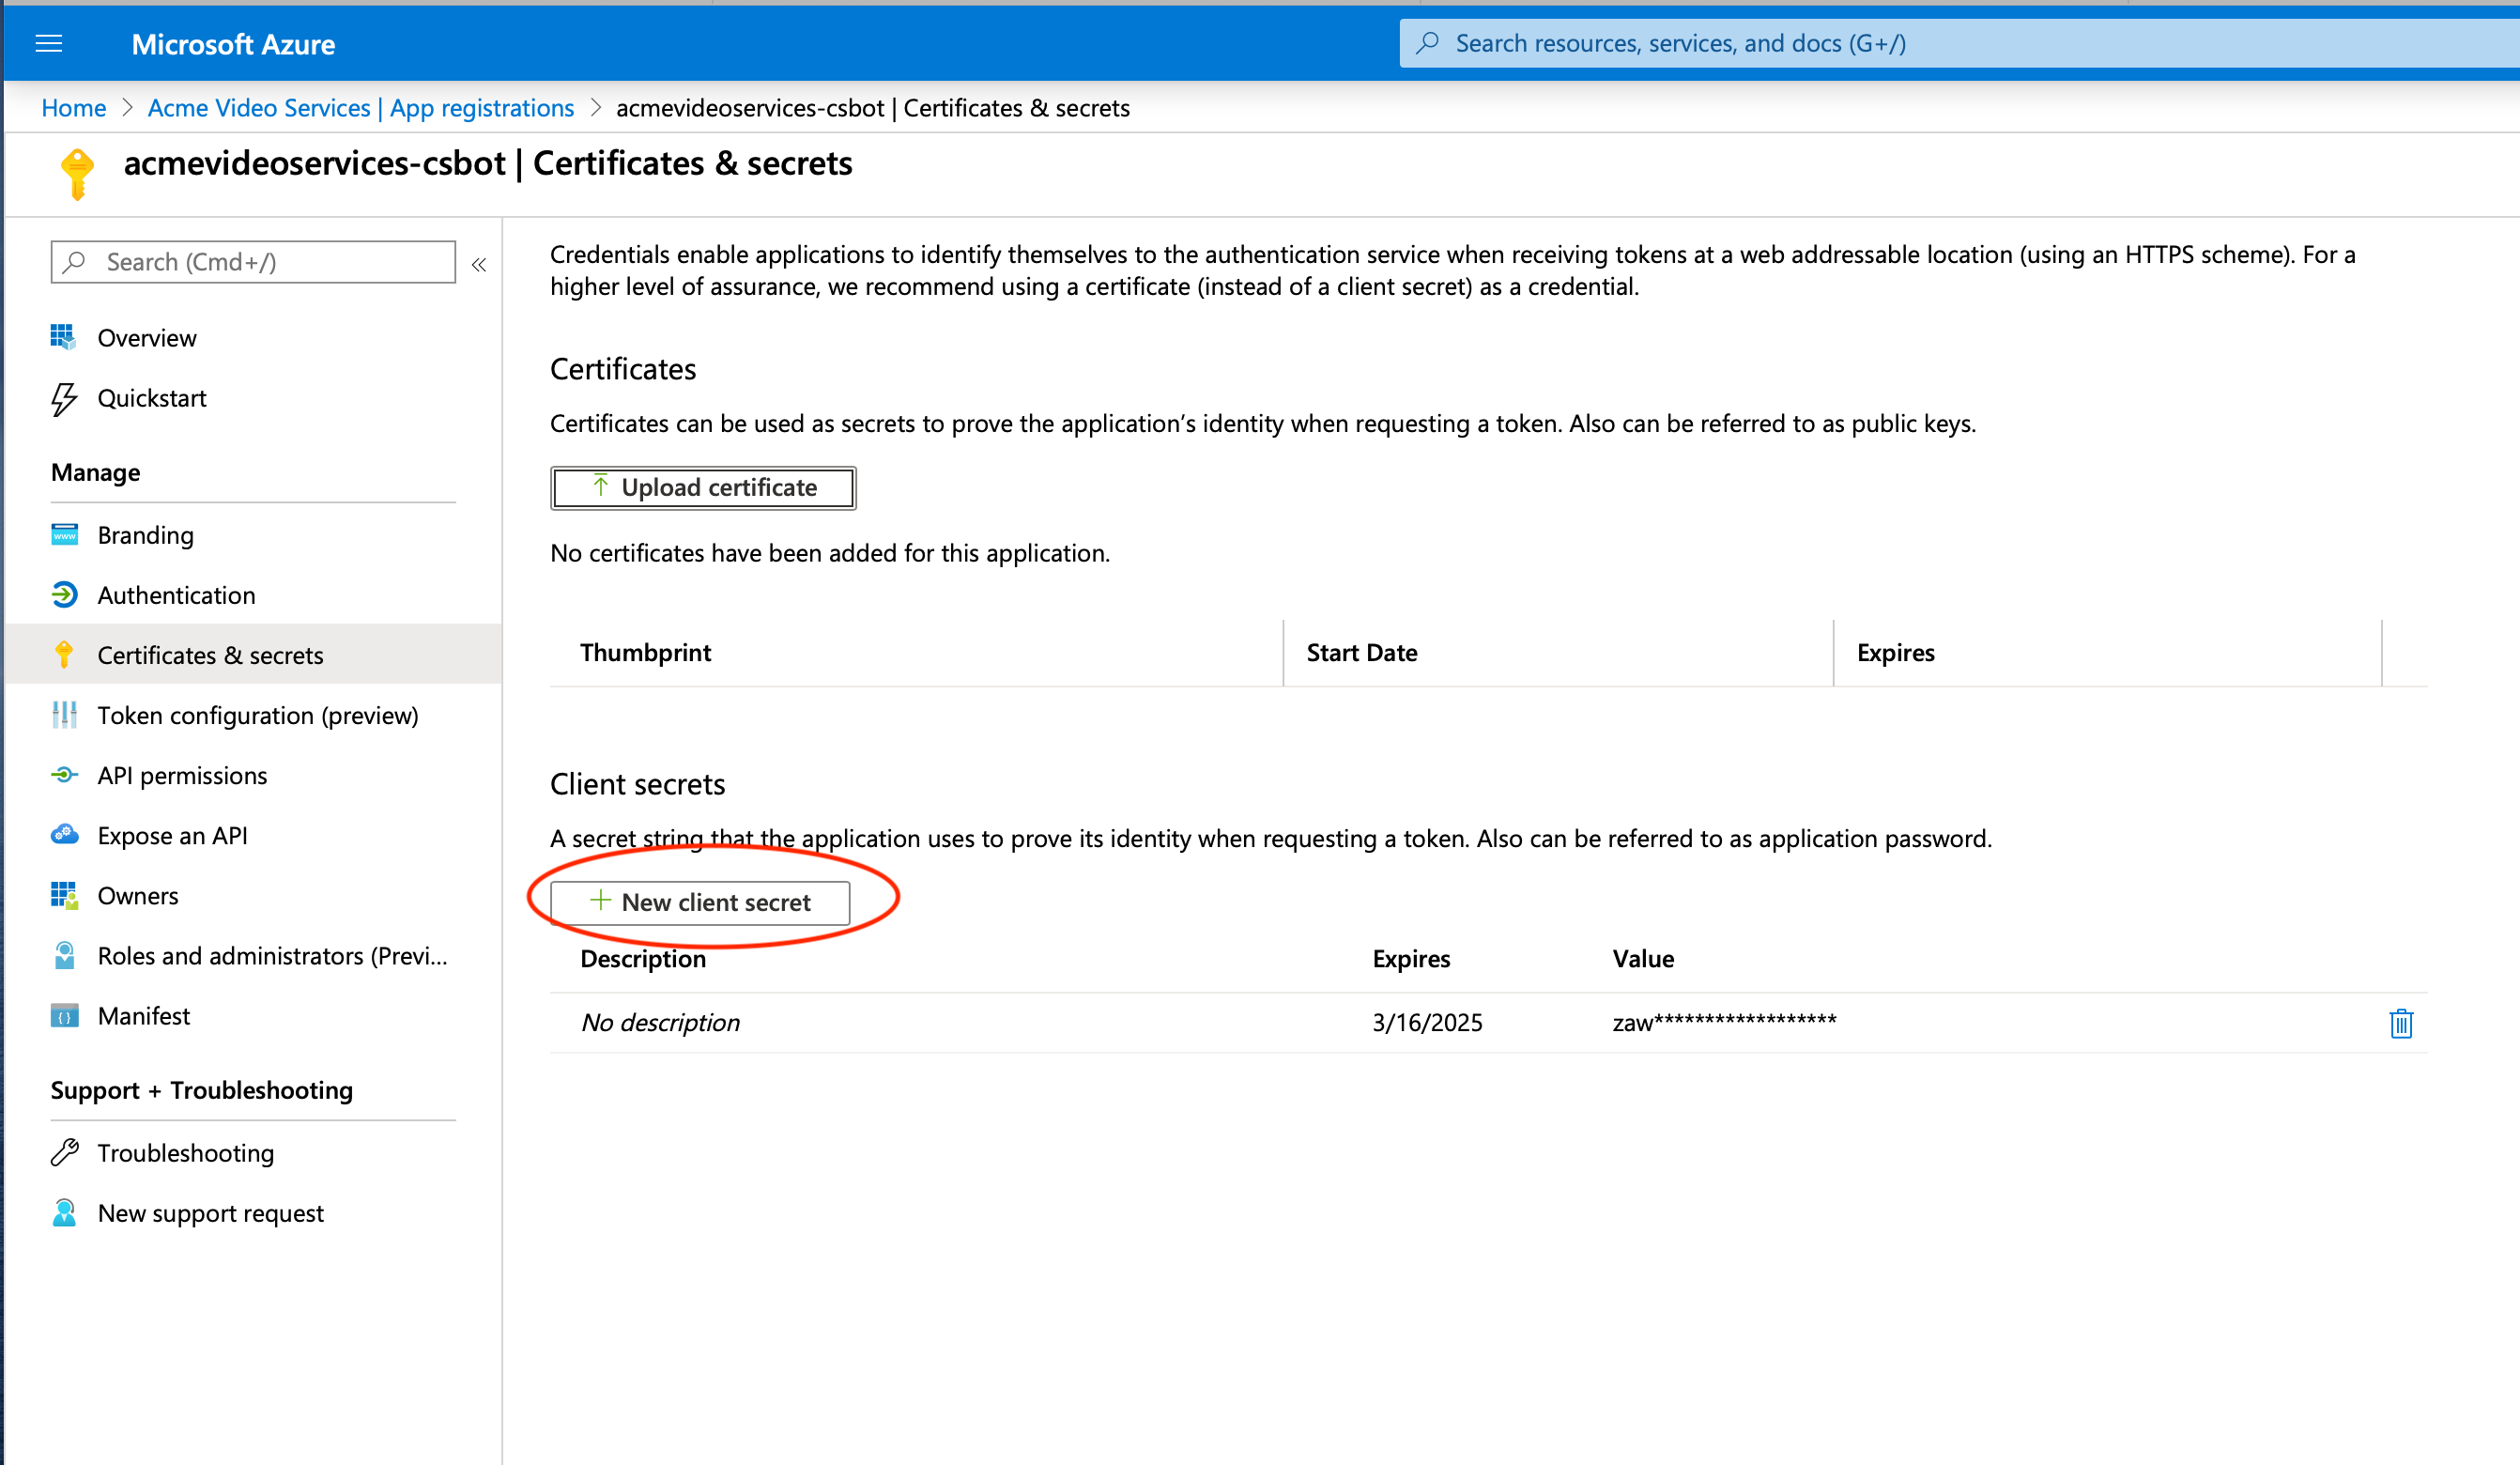 Microsoft Azure
Search resources, services, and docs (G+/)
Home > Acme Video Services | App registrations > acmevideoservices-csbot | Certificates & secrets
acmevideoservices-csbot | Certificates & secrets
Search (Cmd+/)
«
Overview
Quickstart
Manage
Branding
Authentication
Certificates & secrets
Token configuration (preview)
API permissions
Expose an API
Owners
Roles and administrators (Previ...
Manifest
Support + Troubleshooting
Troubleshooting
New support request
Credentials enable applications to identify themselves to the authentication service when receiving tokens at a web addressable location (using an HTTPS scheme). For a
higher level of assurance, we recommend using a certificate (instead of a client secret) as a credential.
Certificates
Certificates can be used as secrets to prove the application’s identity when requesting a token. Also can be referred to as public keys.
Upload certificate
No certificates have been added for this application.
Thumbprint Start Date Expires
Client secrets
A secret string that the application uses to prove its identity when requesting a token. Also can be referred to as application password.
+ New client secret
Description Expires Value
No description 3/16/2025 zaw******************